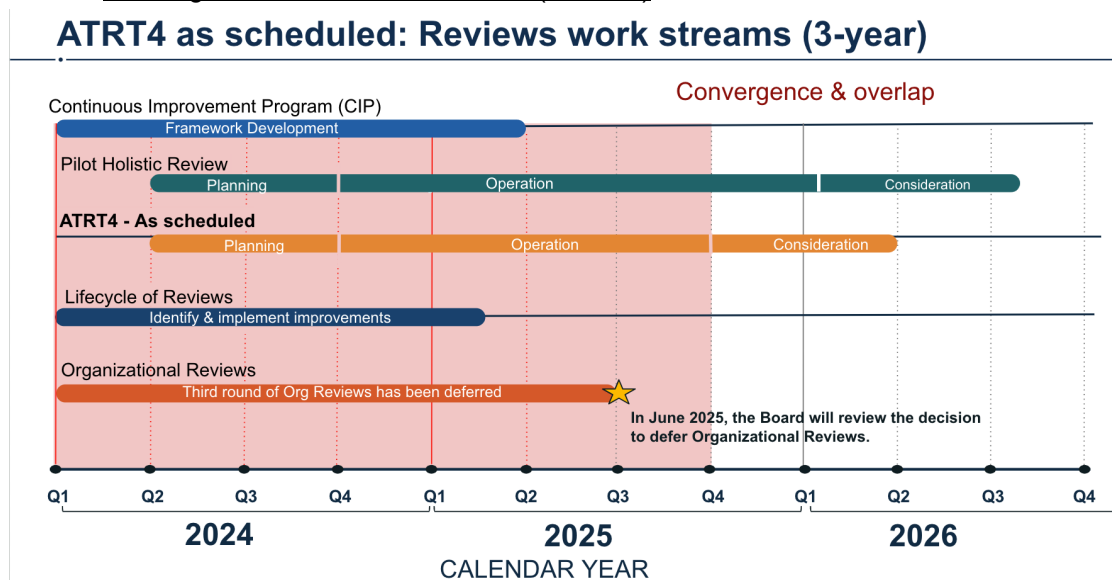 ATRT4 as scheduled: Reviews work streams (3-year)
Convergence & overlap
Continuous Improvement Program (CIP)
Framework Development
Pilot Holistic Review
Planning
Operation
Consideration
ATRT4 - As scheduled
Planning
Operation
Consideration
Lifecycle of Reviews
Identify & implement improvements
Organizational Reviews
Third round of Org Reviews has been deferred
In June 2025, the Board will review the decision
to defer Organizational Reviews.
Q1 Q2 Q3 Q4 Q1 Q2 Q3 Q4 Q1 Q2 Q3 Q4
2024 2025 2026
CALENDAR YEAR